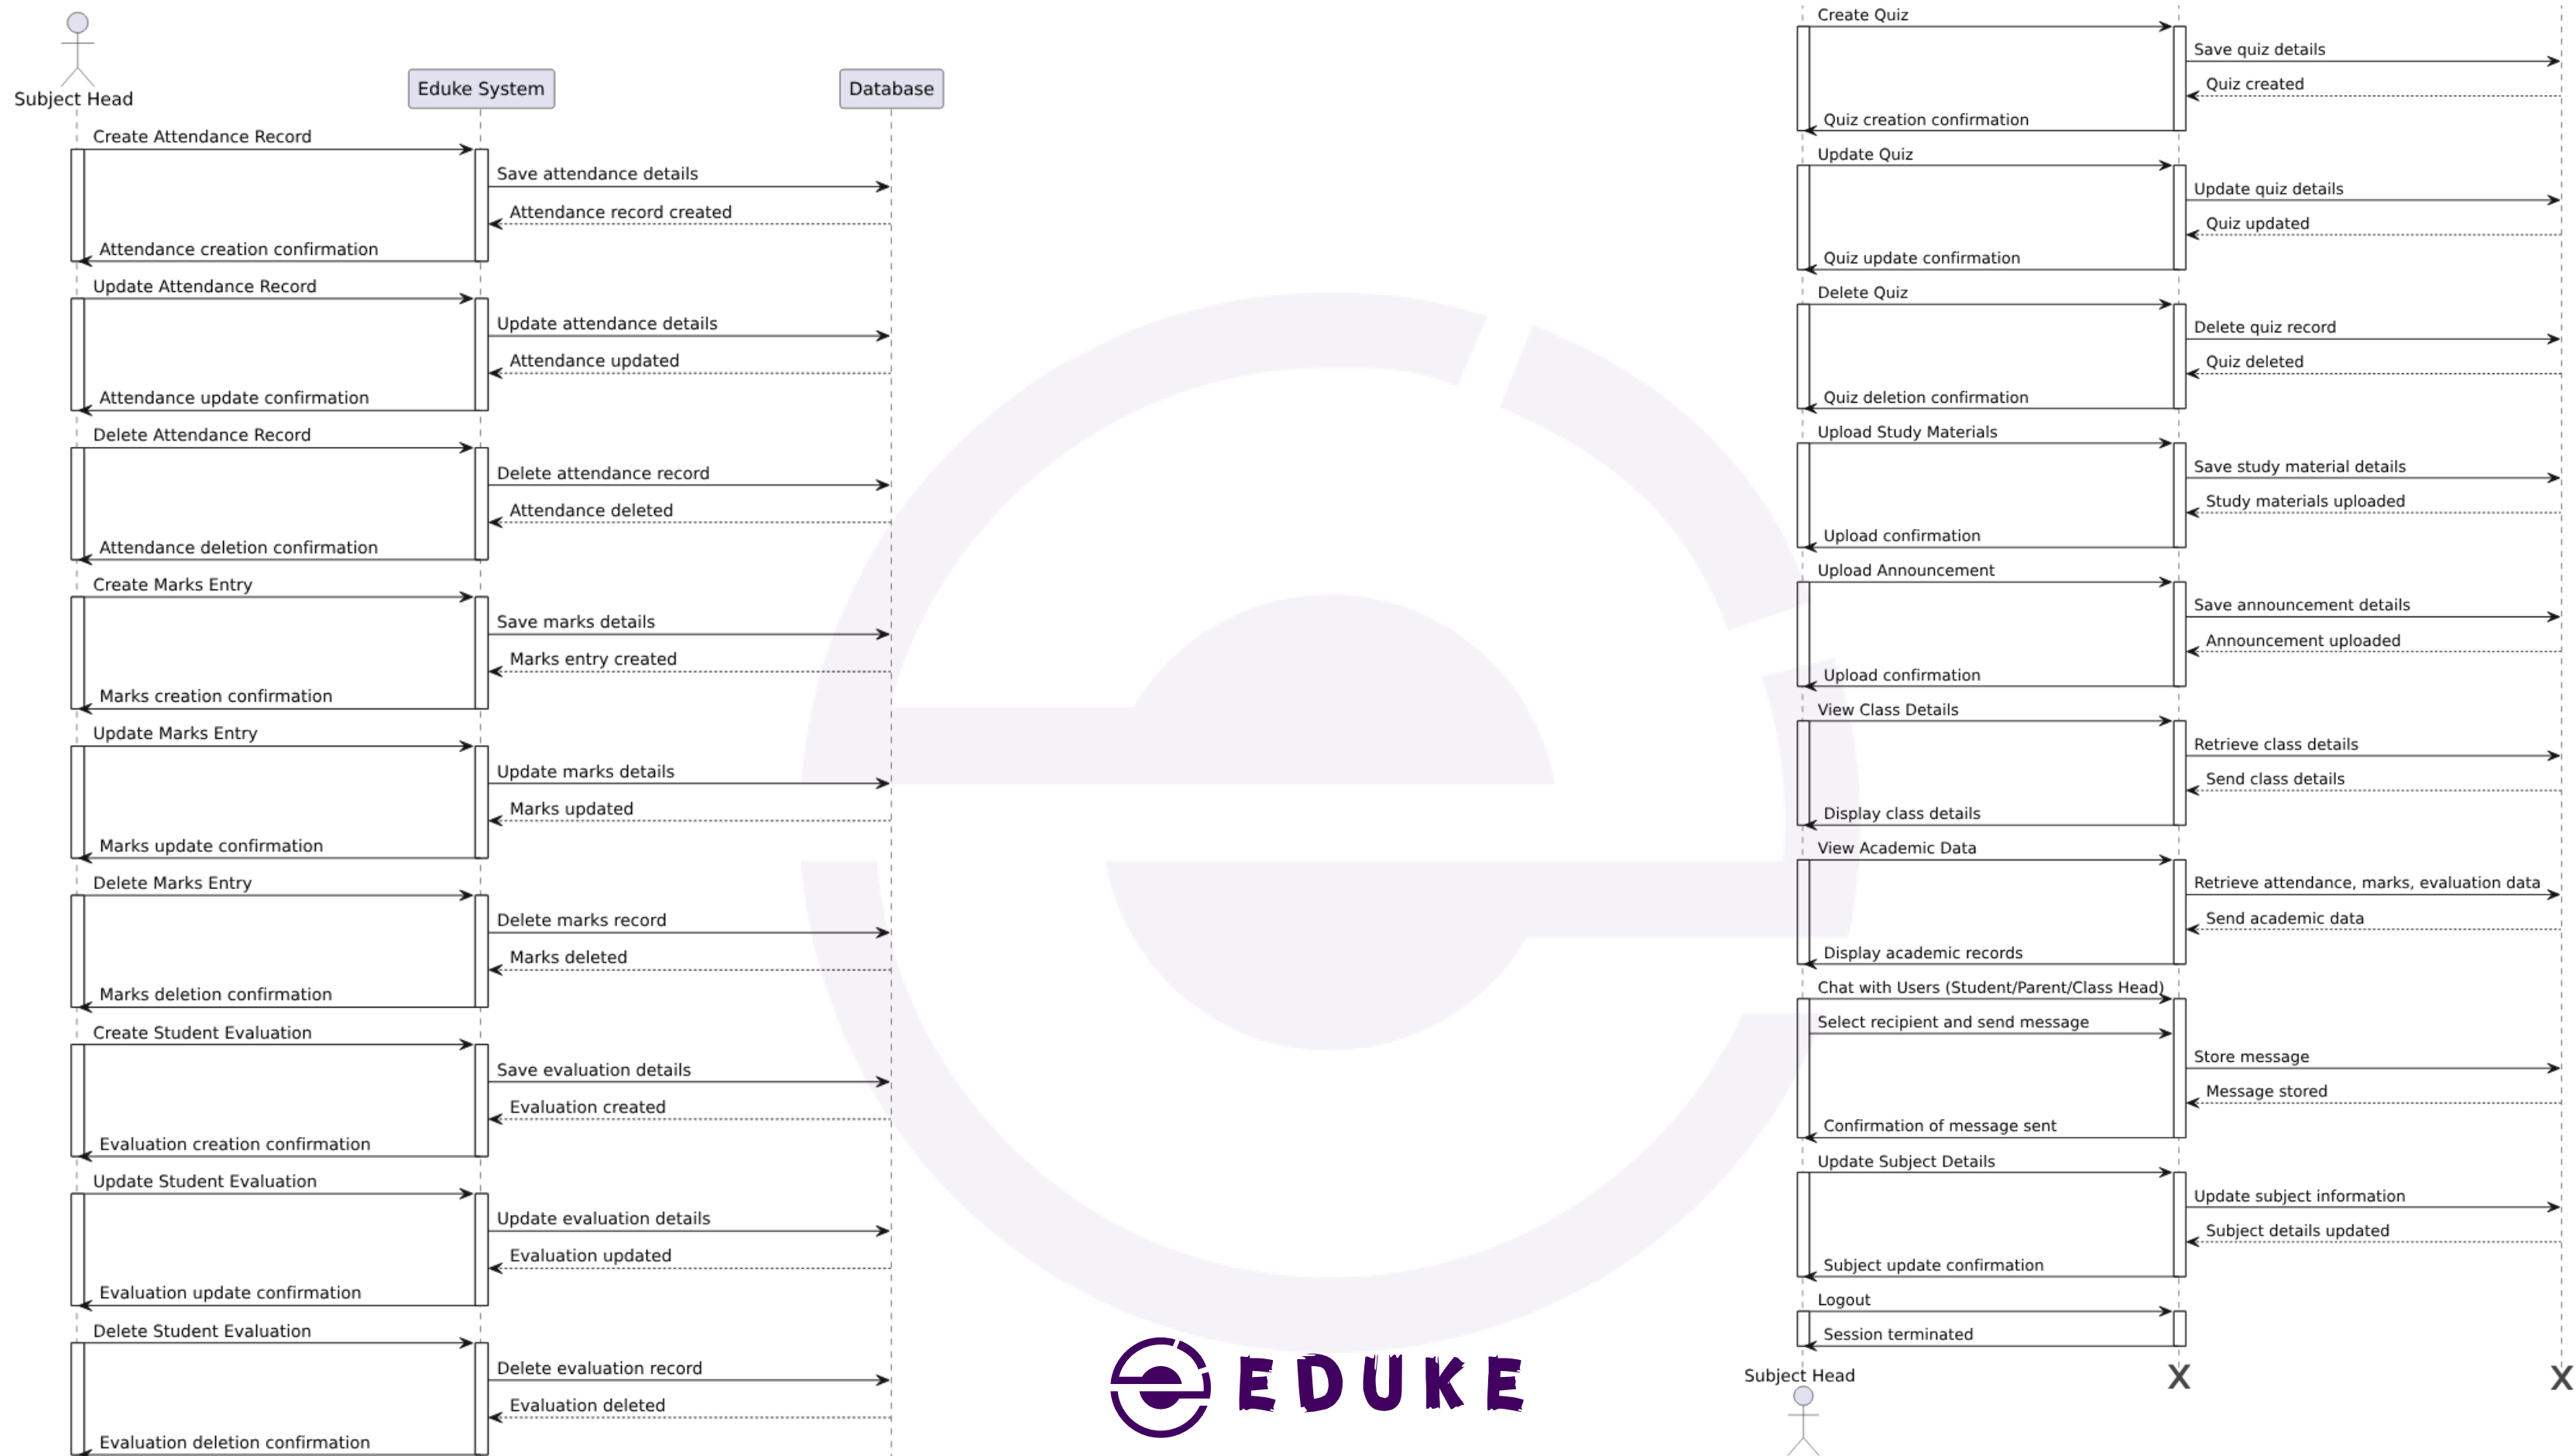 Subject Head
Eduke System
Database
Create Attendance Record
Save attendance details
Attendance record created
Attendance creation confirmation
Update Attendance Record
Update attendance details
Attendance updated
Attendance update confirmation
Delete Attendance Record
Delete attendance record
Attendance deleted
Attendance deletion confirmation
Create Marks Entry
Save marks details
Marks entry created
Marks creation confirmation
Update Marks Entry
Update marks details
Marks updated
Marks update confirmation
Delete Marks Entry
Delete marks record
Marks deleted
Marks deletion confirmation
Create Student Evaluation
Save evaluation details
Evaluation created
Evaluation creation confirmation
Update Student Evaluation
Update evaluation details
Evaluation updated
Evaluation update confirmation
Delete Student Evaluation
Delete evaluation record
Evaluation deleted
Evaluation deletion confirmation
EDUKE
Create Quiz
Save quiz details
Quiz created
Quiz creation confirmation
Update Quiz
Update quiz details
Quiz updated
Quiz update confirmation
Delete Quiz
Delete quiz record
Quiz deleted
Quiz deletion confirmation
Upload Study Materials
Save study material details
Study materials uploaded
Upload confirmation
Upload Announcement
Save announcement details
Announcement uploaded
Upload confirmation
View Class Details
Retrieve class details
Send class details
Display class details
View Academic Data
Retrieve attendance, marks, evaluation data
Send academic data
Display academic records
Chat with Users (Student/Parent/Class Head)
Select recipient and send message
Store message
Message stored
Confirmation of message sent
Update Subject Details
Update subject information
Subject details updated
Subject update confirmation
Logout
Session terminated
Subject Head